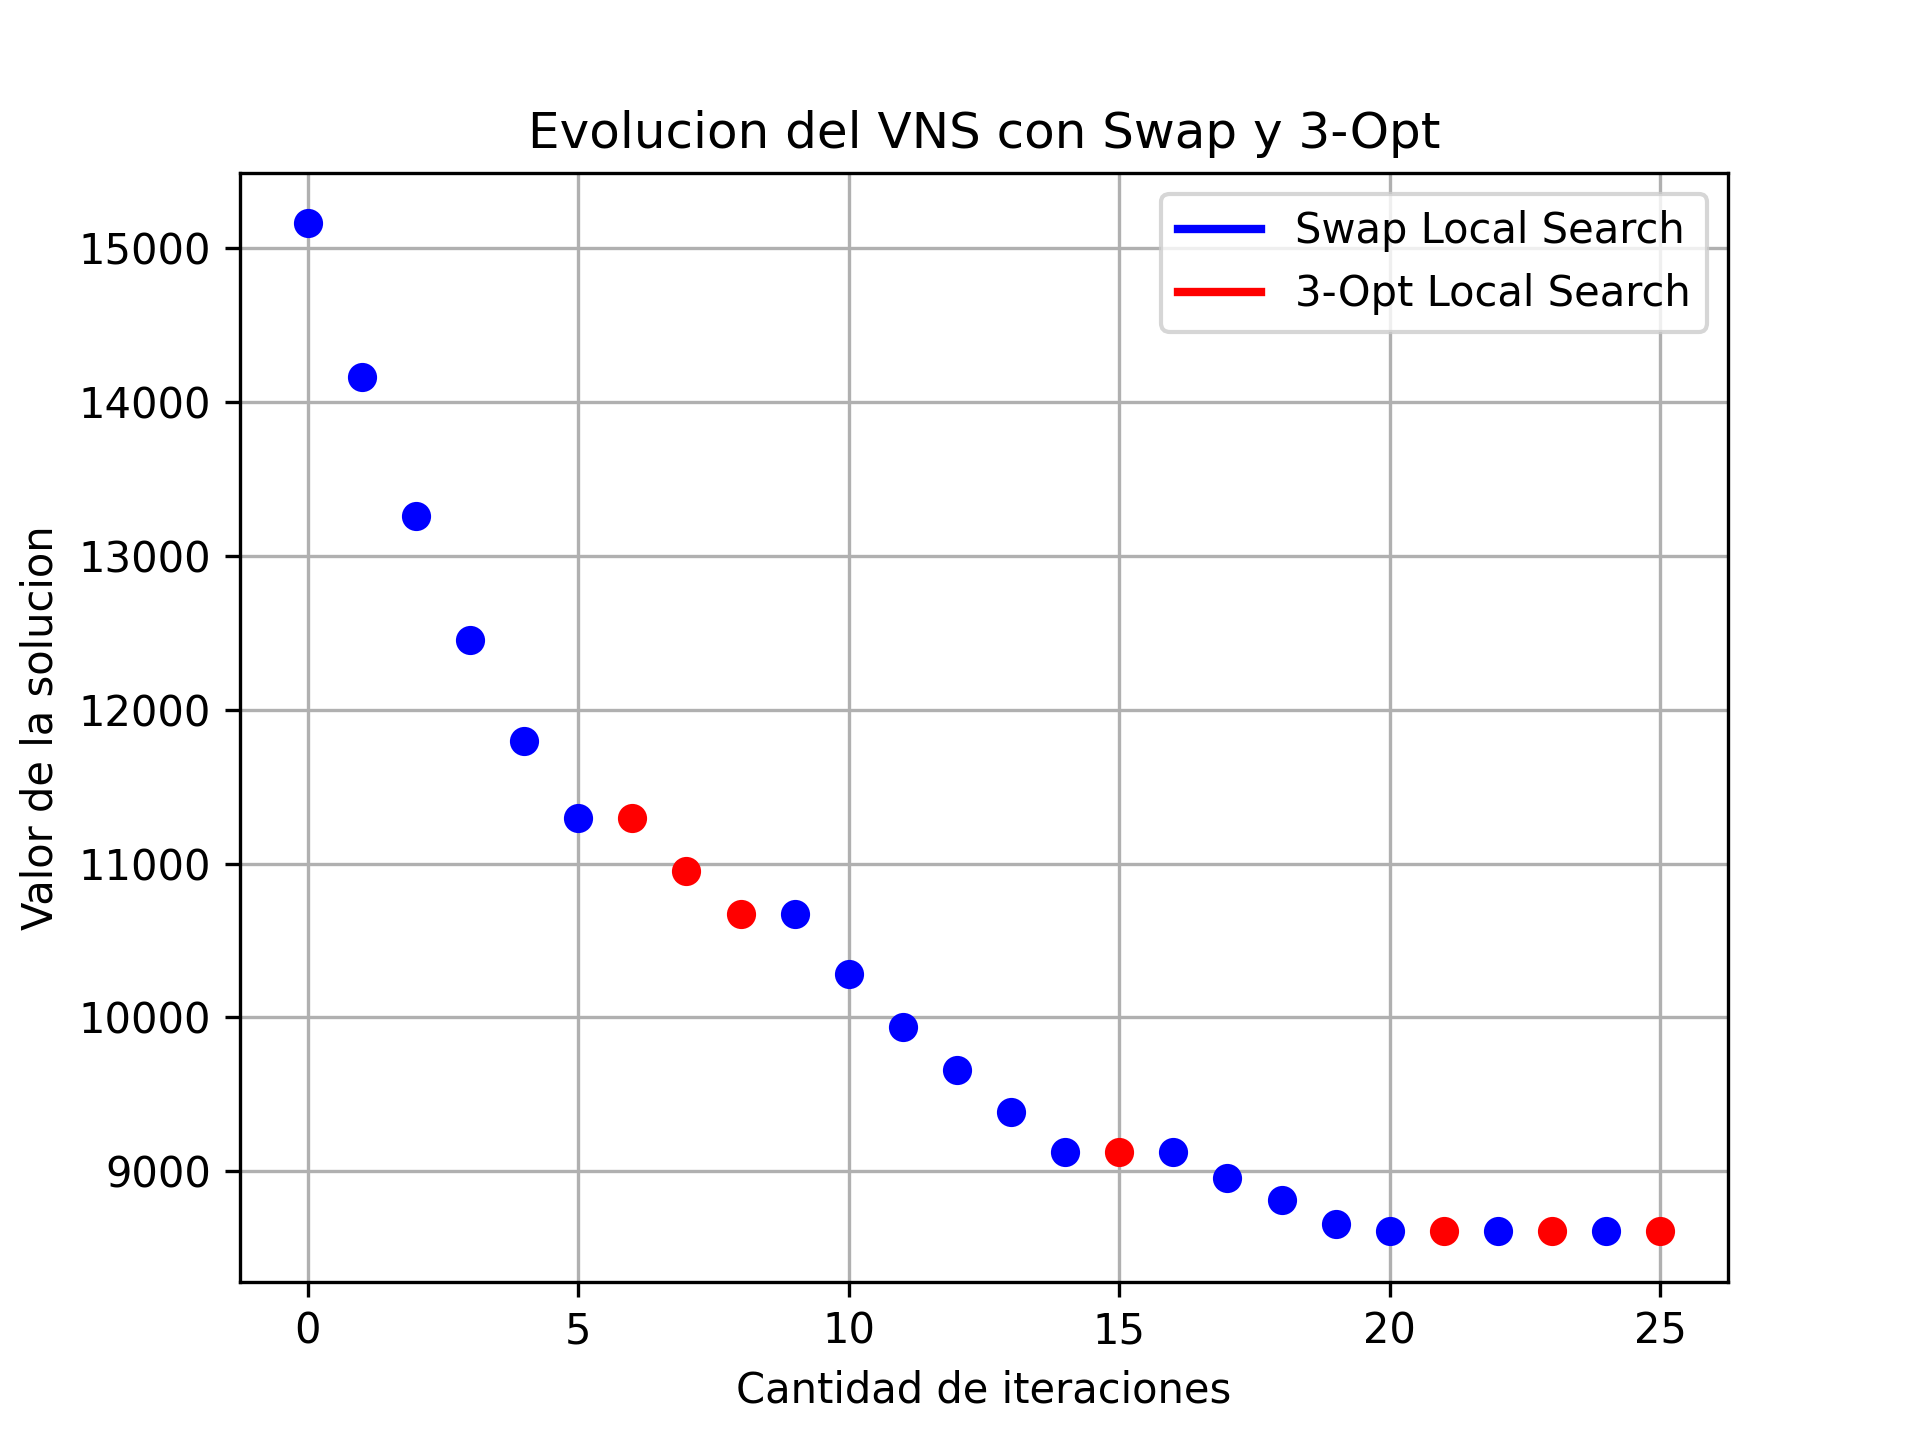 Evolucion del VNS con Swap y 3-Opt
Swap Local Search
3-Opt Local Search
Valor de la solucion
15000
14000
13000
12000
11000
10000
9000
0 5 10 15 20 25
Cantidad de iteraciones